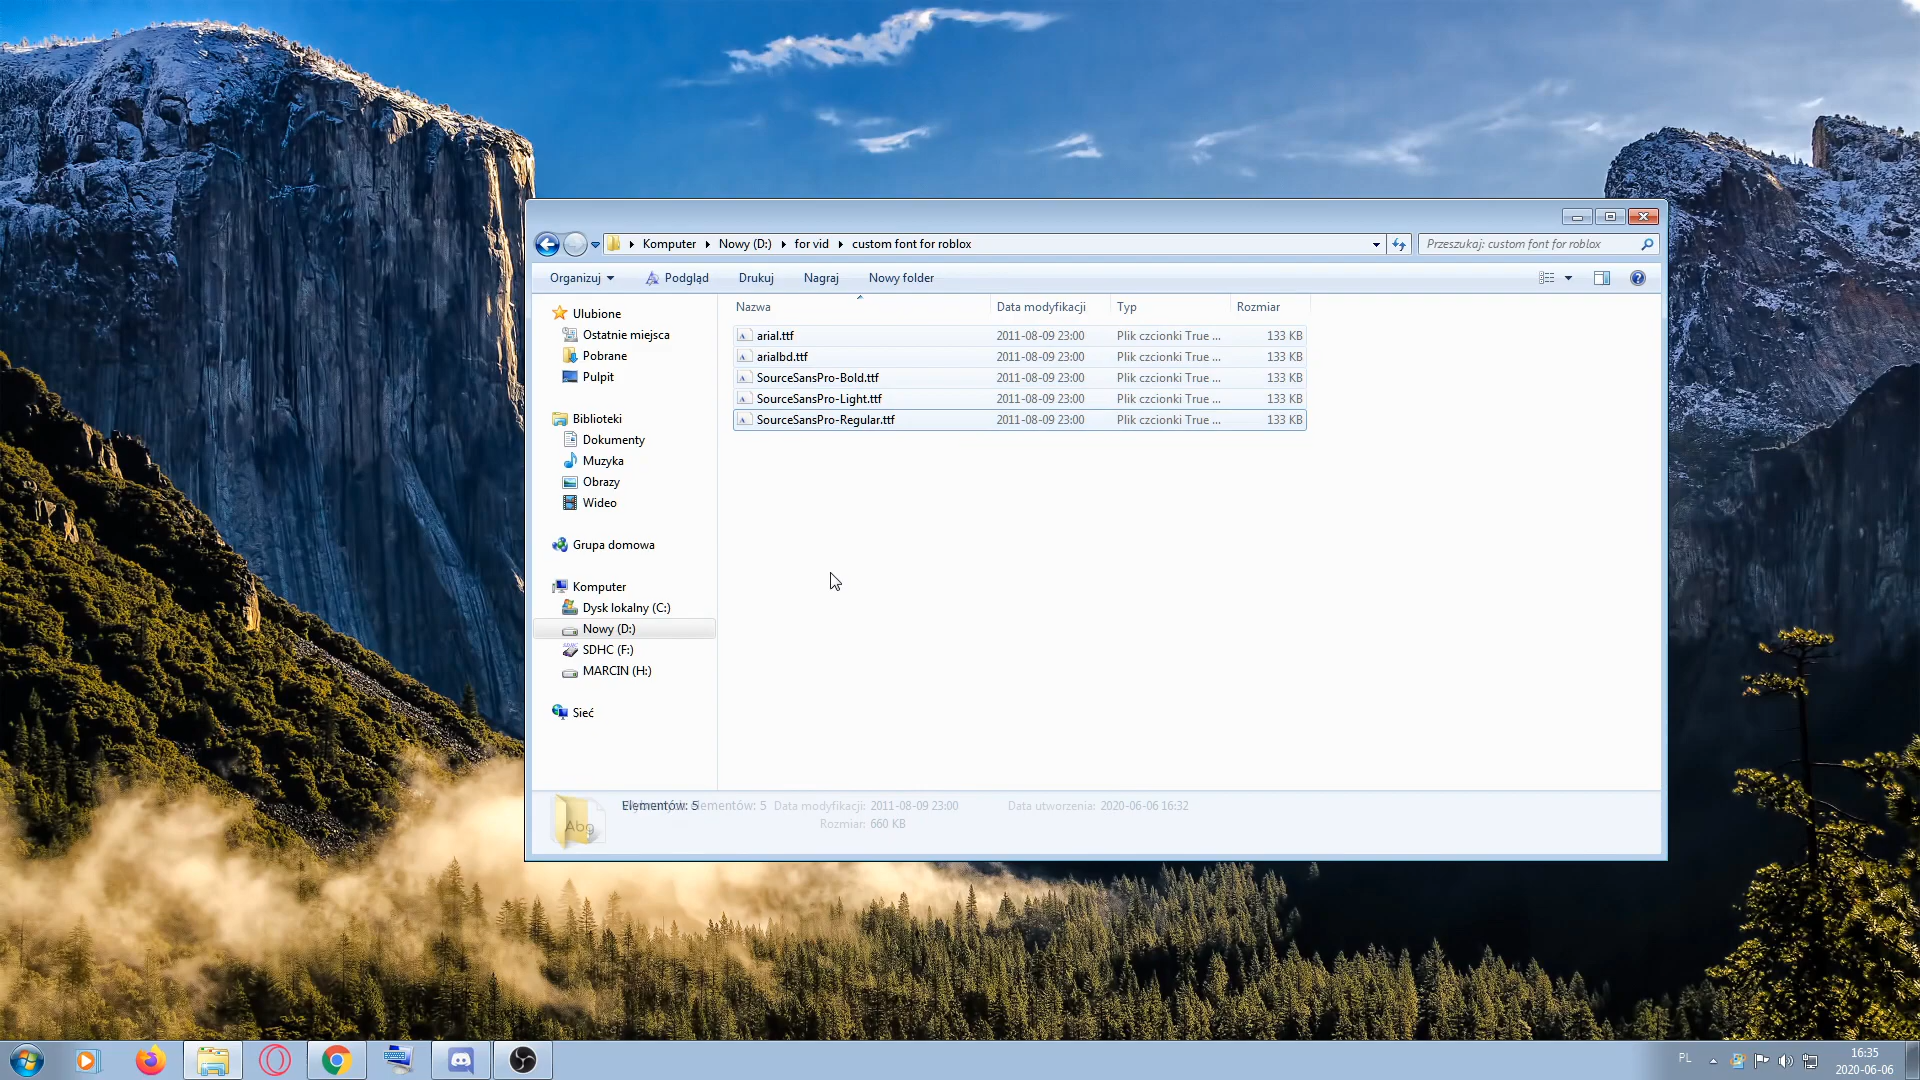 Komputer Nowy (D:) for vid custom font for roblox
Przeszukaj: custom font for roblox
Organizuj Podgląd Drukuj Nagraj Nowy folder
Ulubione
Ostatnie miejsca
Pobrane
Pulpit
Biblioteki
Dokumenty
Muzyka
Obrazy
Wideo
Grupa domowa
Komputer
Dysk lokalny (C:)
Nowy (D:)
SDHC (F:)
MARCIN (H:)
Sieć
Nazwa Data modyfikacji Typ Rozmiar
arial.ttf 2011-08-09 23:00 Plik czcionki True ... 133 KB
arialbd.ttf 2011-08-09 23:00 Plik czcionki True ... 133 KB
SourceSansPro-Bold.ttf 2011-08-09 23:00 Plik czcionki True ... 133 KB
SourceSansPro-Light.ttf 2011-08-09 23:00 Plik czcionki True ... 133 KB
SourceSansPro-Regular.ttf 2011-08-09 23:00 Plik czcionki True ... 133 KB
Abg
elementów: 5 Data modyfikacji: 2011-08-09 23:00 Data utworzenia: 2020-06-06 16:32
Rozmiar: 660 KB
PL
16:35
2020-06-06